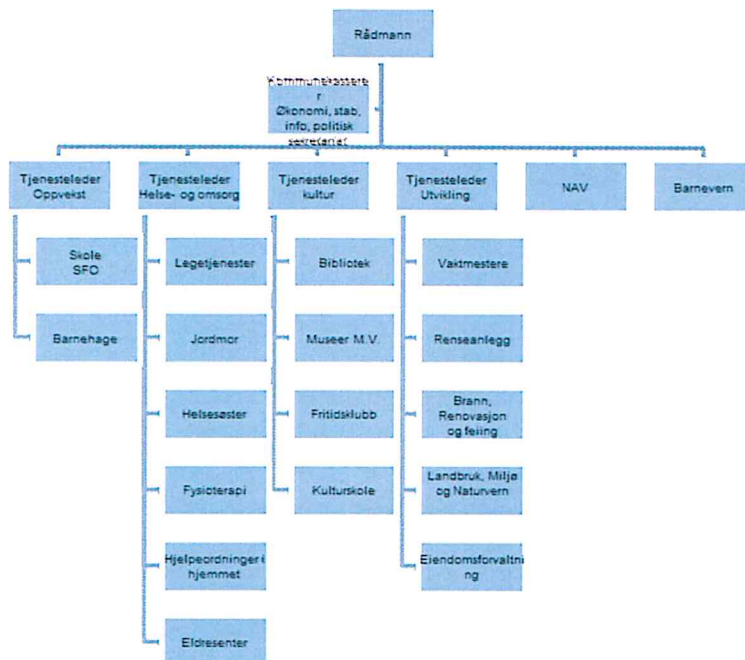 Rådmann
Kommunekassere
r
Økonomi, stab,
info, politisk
sekretariat
Tjenesteleder
Oppvekst
Tjenesteleder
Helse- og omsorg
Tjenesteleder
kultur
Tjenesteleder
Utvikling
NAV
Barnevern
Skole
SFO
Barnehage
Legetjenester
Jordmor
Helsesøster
Fysioterapi
Hjelpeordninger i
hjemmet
Eldresenter
Bibliotek
Museer M.V.
Fritidsklubb
Kulturskole
Vaktmestere
Renseanlegg
Brann,
Renovasjon
og feiing
Landbruk, Miljø
og Naturvern
Eiendomsforvaltni
ng